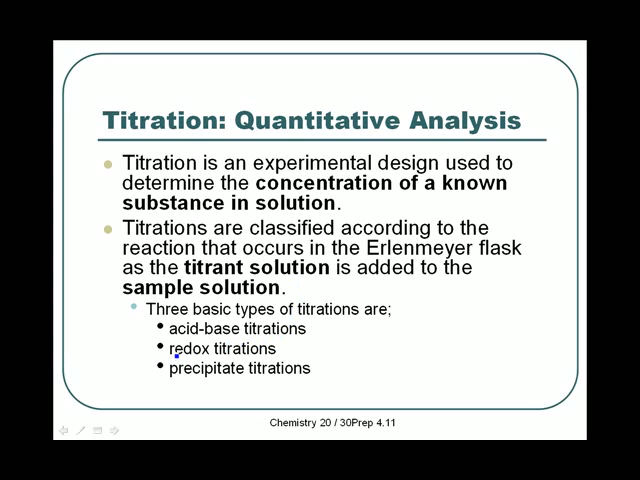 Titration: Quantitative Analysis
Titration is an experimental design used to
determine the concentration of a known
substance in solution.
Titrations are classified according to the
reaction that occurs in the Erlenmeyer flask
as the titrant solution is added to the
sample solution.
Three basic types of titrations are;
acid-base titrations
redox titrations
precipitate titrations
Chemistry 20 / 30Prep 4.11